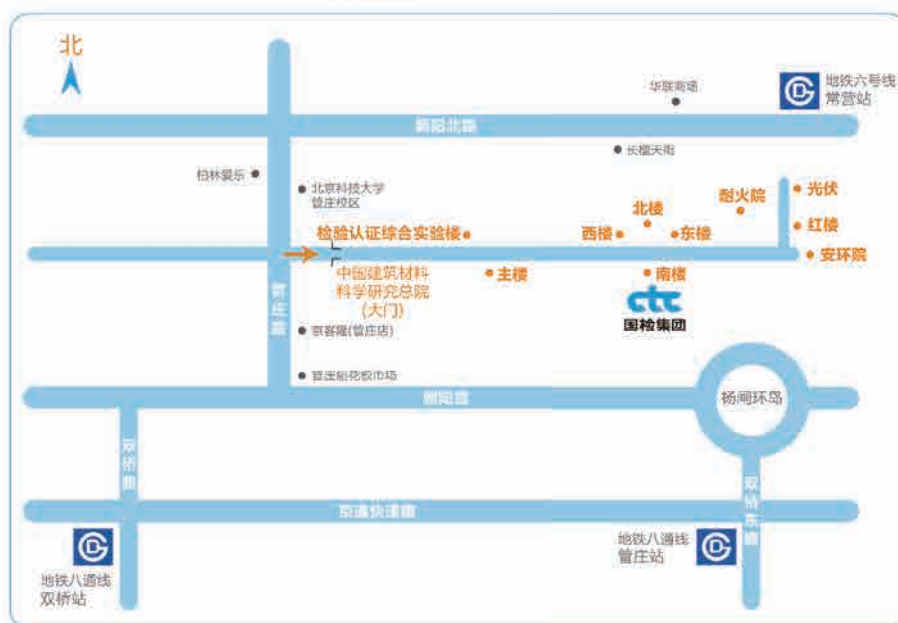 北
地铁六号线
常营站
华联商场
朝阳北路
长楹天街
柏林爱乐
北京科技大学
管庄校区
光伏
耐火院
北楼
红楼
检验认证综合实验楼
西楼
东楼
安环院
中国建筑材料
科学研究总院
(大门)
主楼
南楼
ctc
国检集团
管庄路
京客隆(管庄店)
管庄船花板市场
朝阳路
杨闸环岛
双桥路
双桥东路
京通快速路
地铁八通线
双桥站
地铁八通线
管庄站